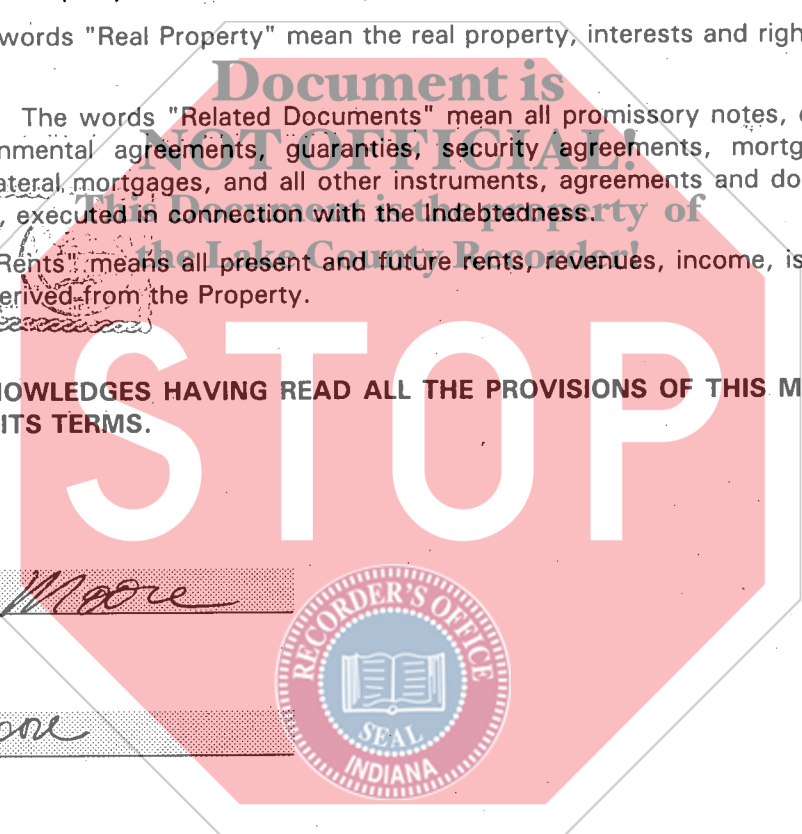 words "Real Property" mean the real property, interests and righ
Document is
The words "Related Documents" mean all promissory notes,
NOT OFFICIAL!
nmental agreements, guaranties, security agreements, mortg
ateral mortgages, and all other instruments, agreements and do
This Document is the property of
, executed in connection with the Indebtedness.
the Lake County Recorder!
Rents" means all present and future rents, revenues, income, is
erived from the Property.
STOP
NOWLEDGES HAVING READ ALL THE PROVISIONS OF THIS M
ITS TERMS.
Moore
RECORDER'S OFFICE
SEAL
INDIANA
oore